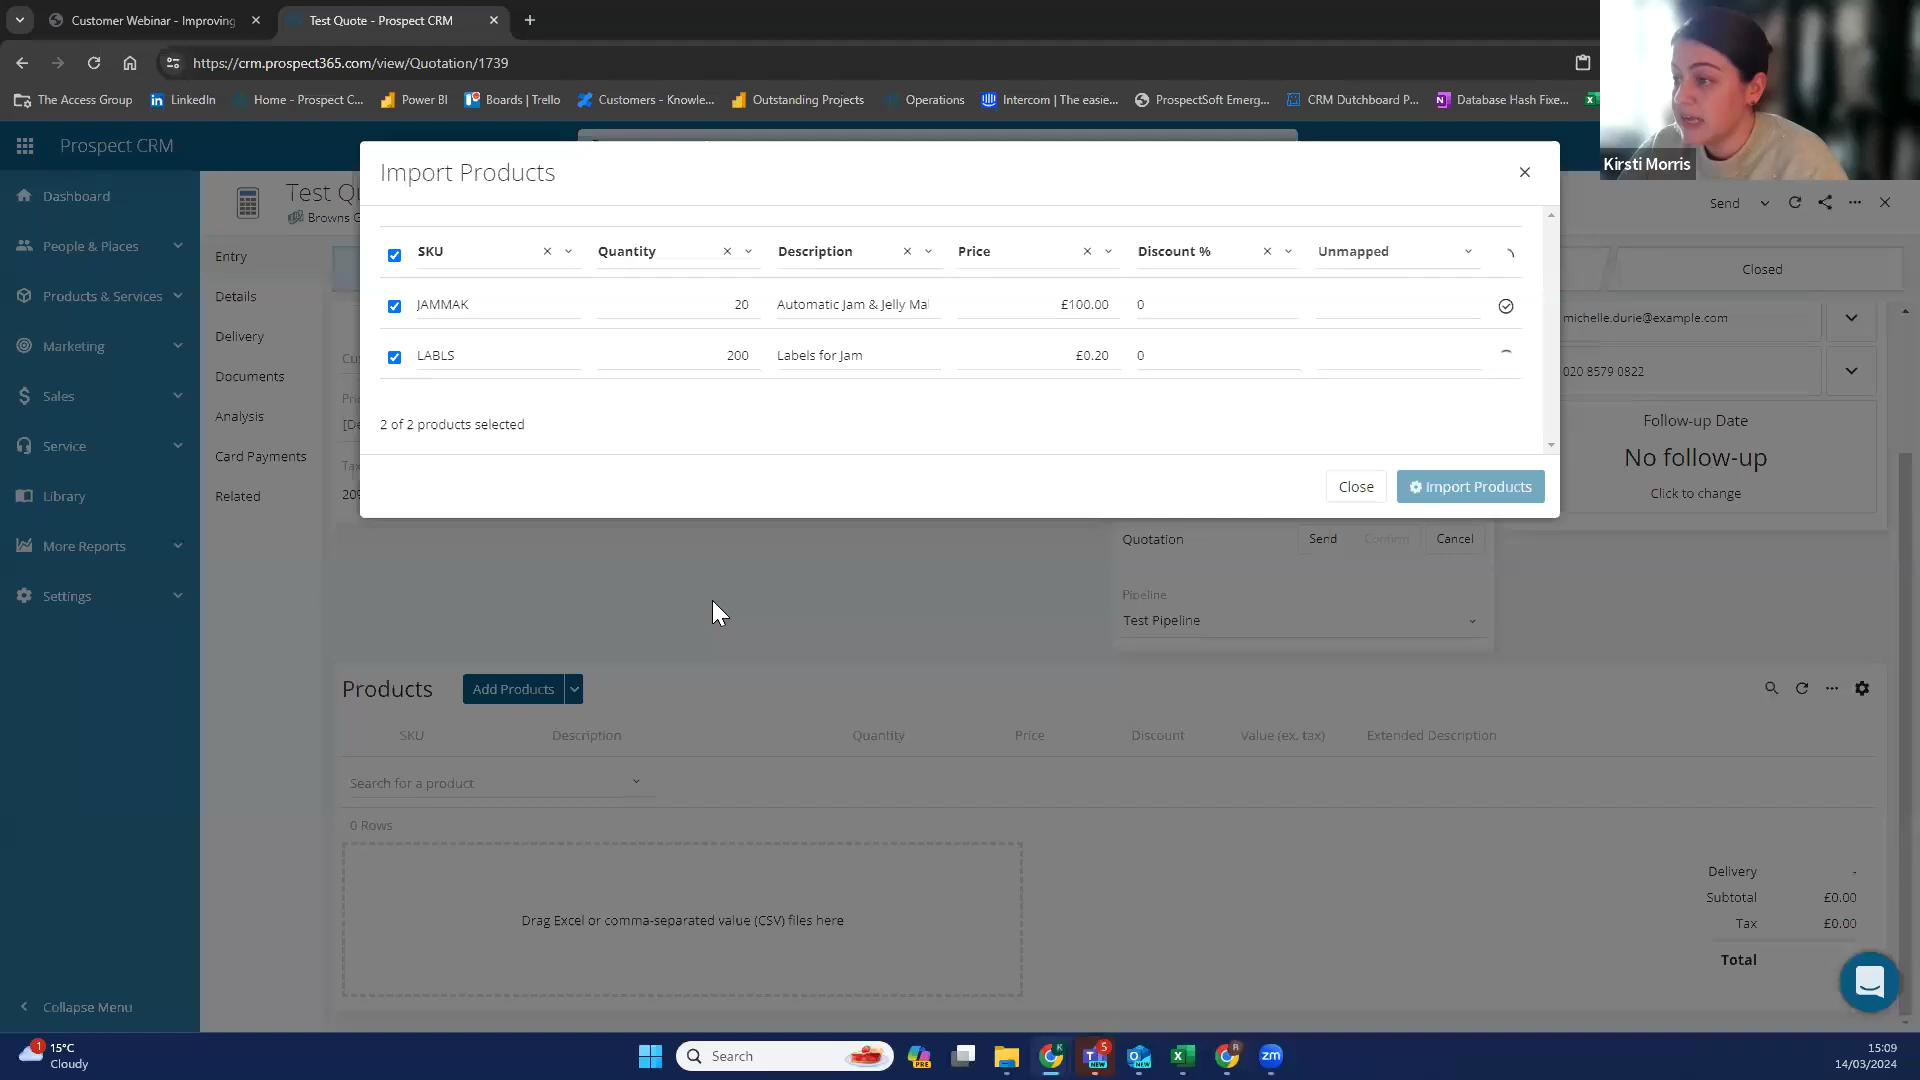 Customer Webinar - Improving
Test Quote - Prospect CRM
https://crm.prospect365.com/view/Quotation/1739
The Access Group
LinkedIn
Home - Prospect C...
Power BI
Boards | Trello
Customers - Knowle...
Outstanding Projects
Operations
Intercom | The easie...
ProspectSoft Emerg...
CRM Dutchboard P...
Database Hash Fixe...
Kirsti Morris
Prospect CRM
Dashboard
People & Places
Products & Services
Marketing
Sales
Service
Library
More Reports
Settings
Collapse Menu
Test Q
Browns G
Send
Entry
Details
Delivery
Documents
Analysis
Card Payments
Related
Closed
Import Products
SKU Quantity Description Price Discount % Unmapped
JAMMAK 20 Automatic Jam & Jelly Ma £100.00 0
LABLS 200 Labels for Jam £0.20 0
2 of 2 products selected
Close
Import Products
michelle.durie@example.com
020 8579 0822
Follow-up Date
No follow-up
Click to change
Quotation Send Confirm Cancel
Pipeline
Test Pipeline
Products Add Products
SKU Description Quantity Price Discount Value (ex. tax) Extended Description
Search for a product
0 Rows
Drag Excel or comma-separated value (CSV) files here
Delivery -
Subtotal £0.00
Tax £0.00
Total
1
15°C
Cloudy
Search
PRE
K
5
NEW
NEW
R
zm
15:09
14/03/2024